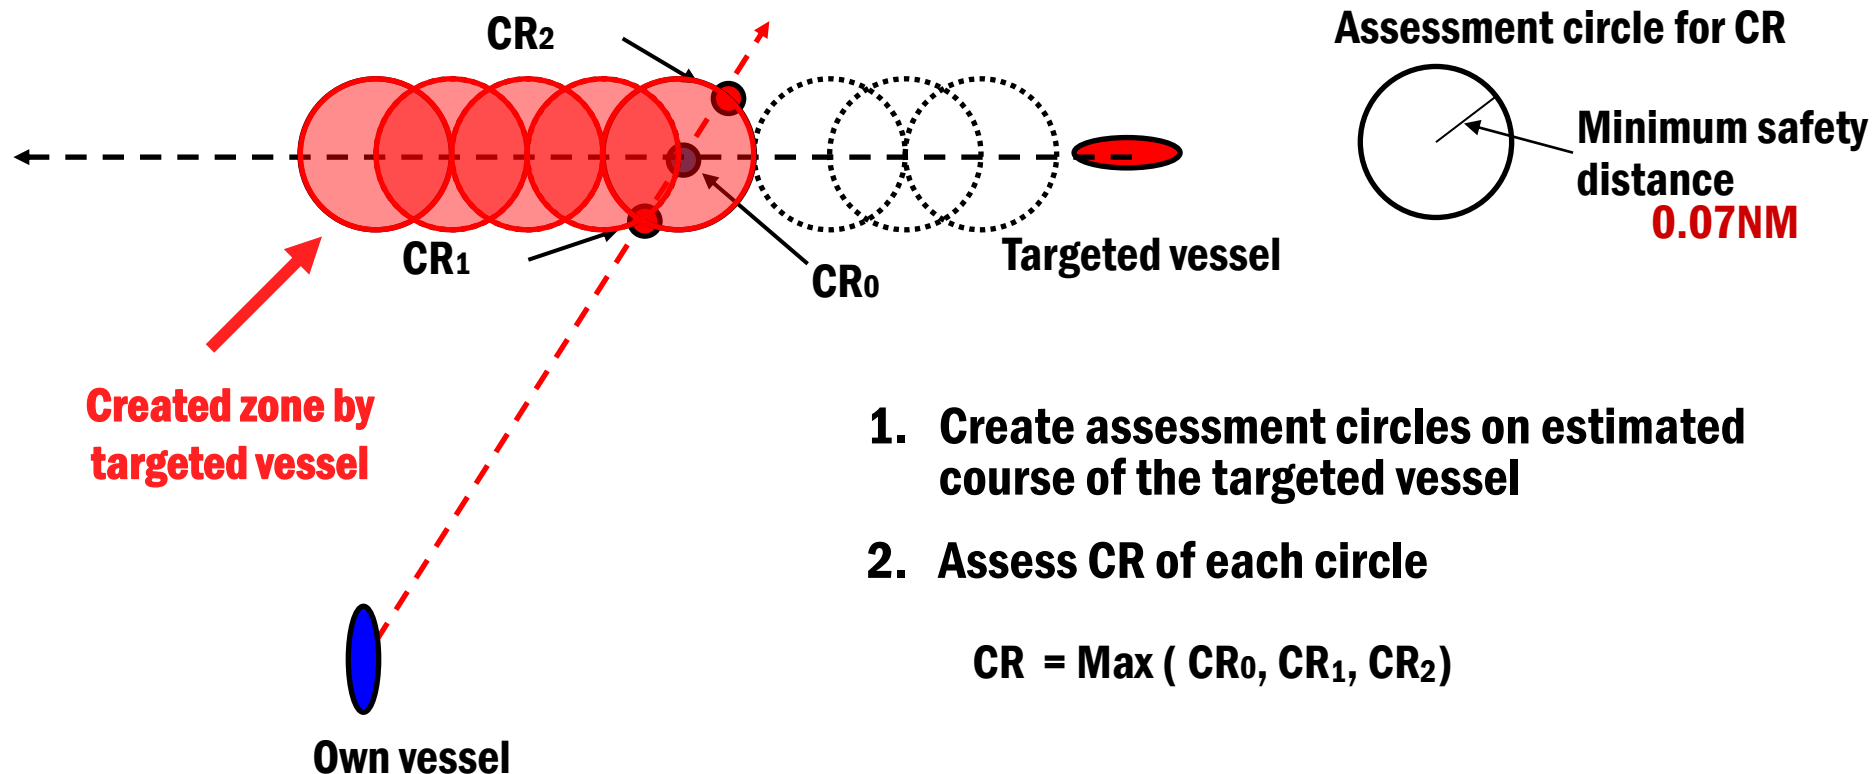 CR2
Assessment circle for CR
Minimum safety
distance
0.07NM
CR1
CR0
Targeted vessel
Created zone by
targeted vessel
1. Create assessment circles on estimated
course of the targeted vessel
2. Assess CR of each circle
CR = Max ( CR0, CR1, CR2)
Own vessel